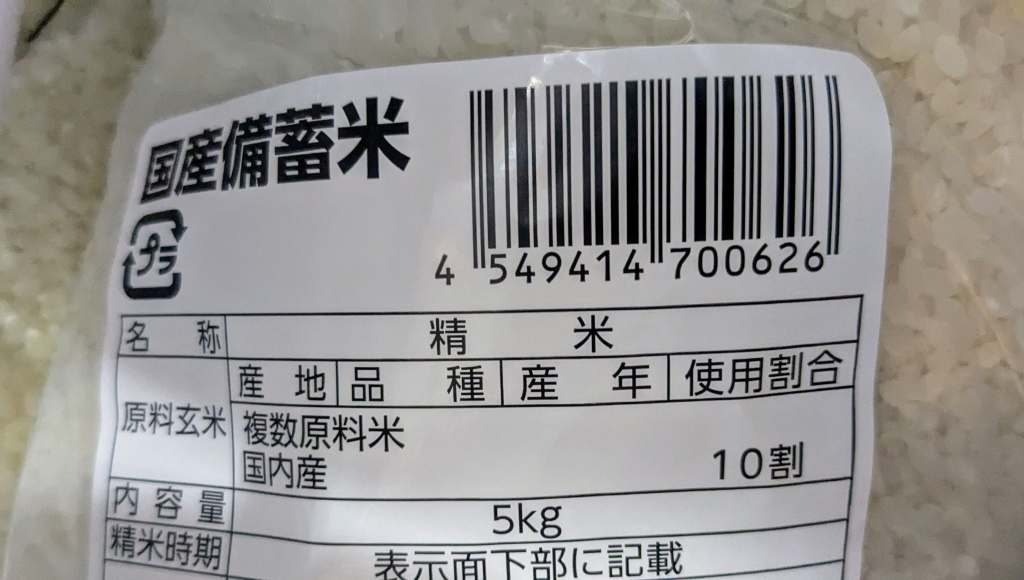 国産備蓄米
プラ
4 549414 700626
名 称 精 米
原料玄米 産 地 品 種 産 年 使用割合
複数原料米
国内産 10割
内容量 5kg
精米時期 表示面下部に記載